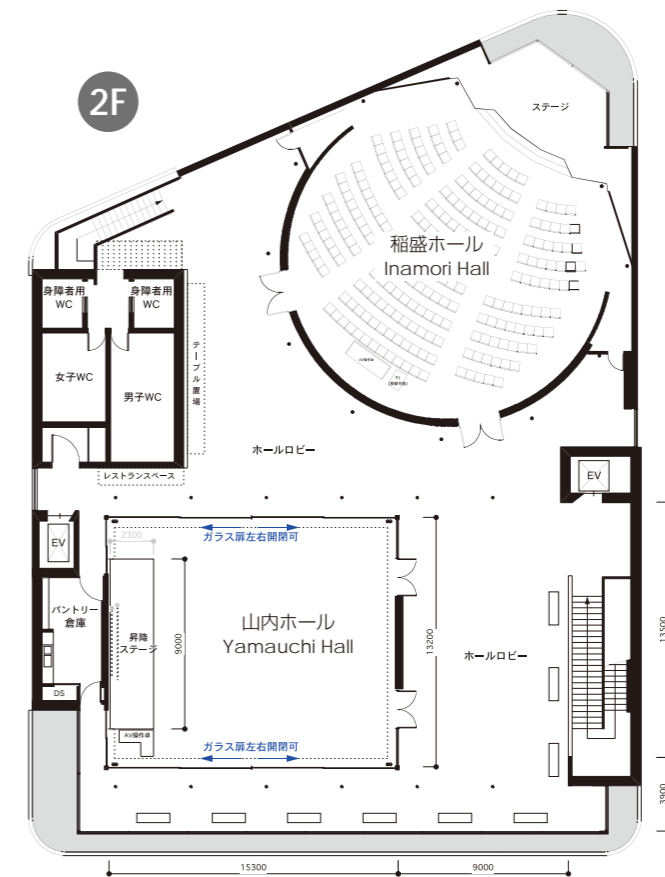 2F
ステージ
稲盛ホール
Inamori Hall
身障者用
WC
身障者用
WC
女子WC
男子WC
テーブル置場
AV操作卓
ホールロビー
レストランスペース
EV
EV
2300
ガラス扉左右開閉可
パントリー
倉庫
昇降
ステージ
9000
山内ホール
Yamauchi Hall
13200
ホールロビー
13500
DS
AV操作卓
ガラス扉左右開閉可
3900
15300
9000